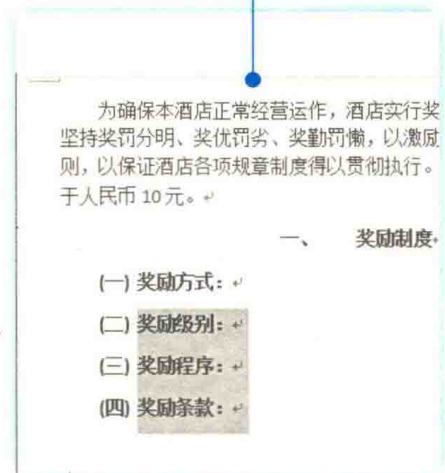 为确保本酒店正常经营运作，酒店实行奖
坚持奖罚分明、奖优罚劣、奖勤罚懒，以激励
则，以保证酒店各项规章制度得以贯彻执行。
于人民币 10 元。
一、 奖励制度
(一) 奖励方式：
(二) 奖励级别：
(三) 奖励程序：
(四) 奖励条款：